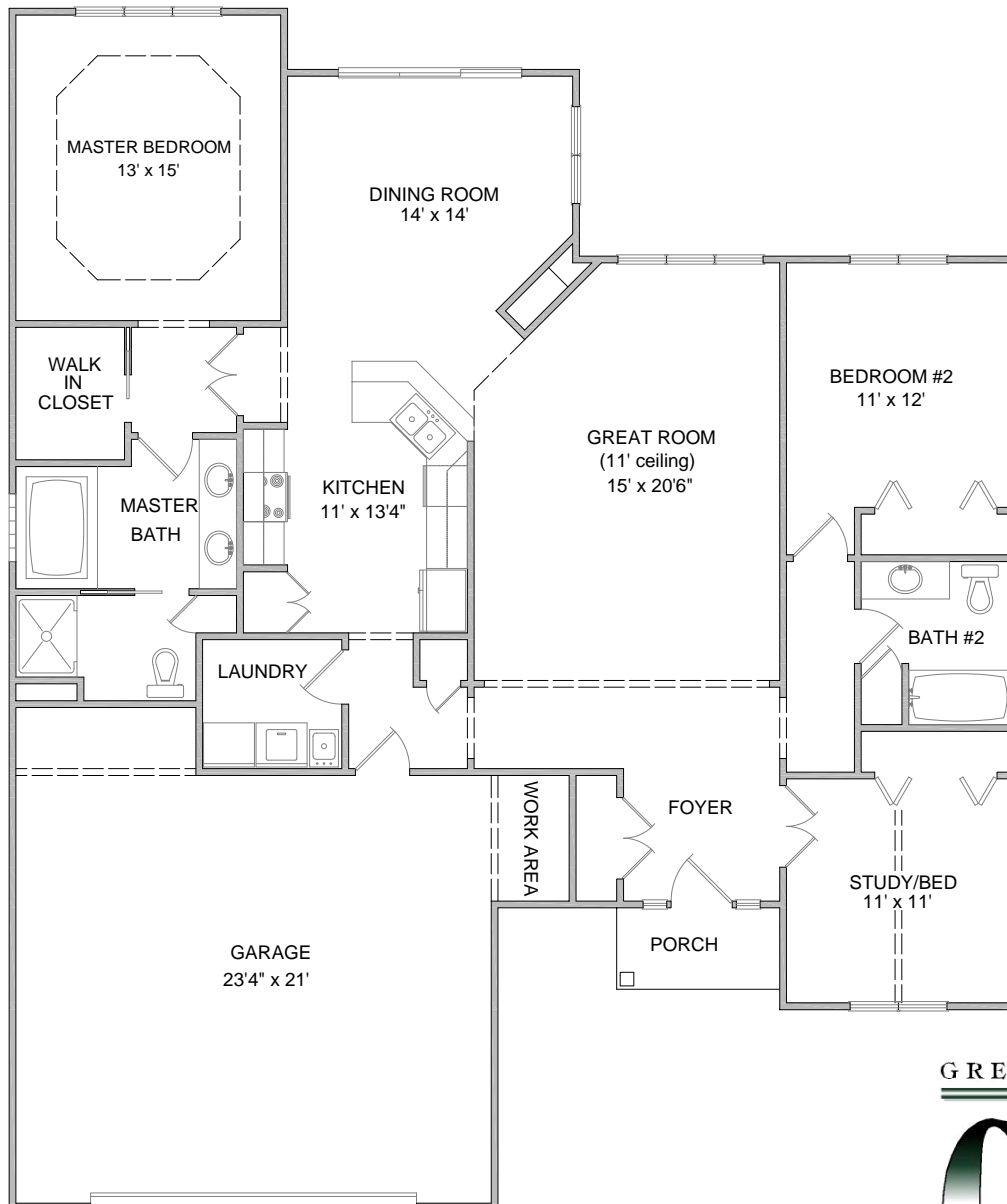 MASTER BEDROOM
13' x 15'
DINING ROOM
14' x 14'
WALK
IN
CLOSET
BEDROOM #2
11' x 12'
GREAT ROOM
(11' ceiling)
15' x 20'6"
KITCHEN
11' x 13'4"
MASTER
BATH
BATH #2
LAUNDRY
WORK AREA
FOYER
STUDY/BED
11' x 11'
PORCH
GARAGE
23'4" x 21'
GRE